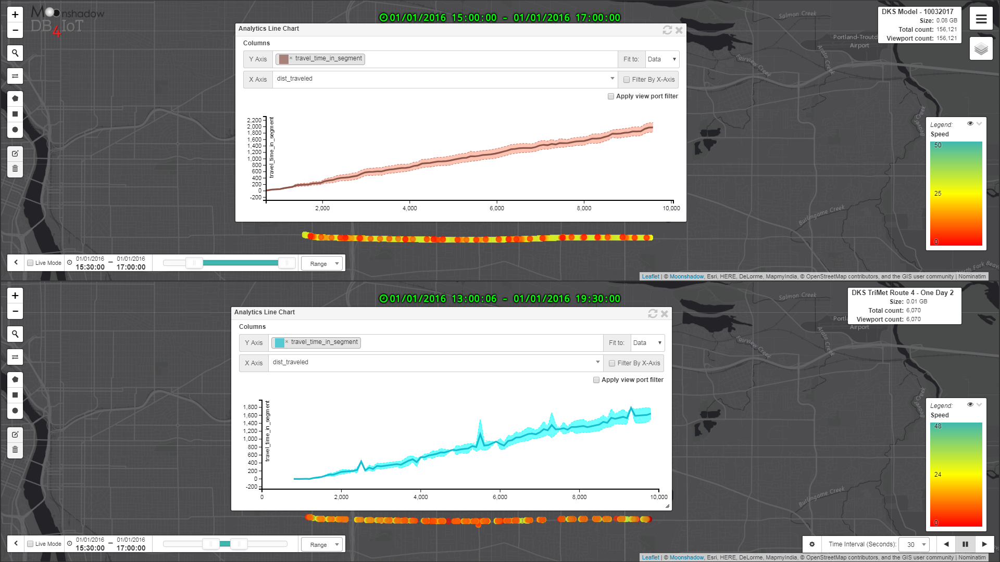 +
−
Moonshadow
DB4IoT
01/01/2016 15:00:00 - 01/01/2016 17:00:00
DKS Model - 10032017
Size: 0.08 GB
Total count: 156,121
Viewport count: 156,121
Salmon Creek
Portland-Troutd
Airport
Arata Creek
Fairview Creek
Beaver Creek
Burlingame Creek
North Fork Beav
Analytics Line Chart
Columns
Y Axis × travel_time_in_segment Fit to: Data
X Axis dist_traveled Filter By X-Axis
Apply view port filter
travel_time_in_segment
2,200
2,000
1,800
1,600
1,400
1,200
1,000
800
600
400
200
0
-200
2,000 4,000 6,000 8,000 10,000
Legend:
Speed
50
25
0
Live Mode
01/01/2016 – 01/01/2016
15:30:00 17:00:00
Range
Leaflet | © Moonshadow, Esri, HERE, DeLorme, MapmyIndia, © OpenStreetMap contributors, and the GIS user community | Nominatim
+
−
01/01/2016 13:00:06 - 01/01/2016 19:30:00
DKS TriMet Route 4 - One Day 2
Size: 0.01 GB
Total count: 6,070
Viewport count: 6,070
Salmon Creek
Portl
Airport
Arata Creek
Fairview Creek
Beaver Creek
Burlingame Creek
Analytics Line Chart
Columns
Y Axis × travel_time_in_segment Fit to: Data
X Axis dist_traveled Filter By X-Axis
Apply view port filter
travel_time_in_segment
1,800
1,600
1,400
1,200
1,000
800
600
400
200
0
-200
0 2,000 4,000 6,000 8,000 10,000
Legend:
Speed
48
24
0
Live Mode
01/01/2016 – 01/01/2016
15:30:00 17:00:00
Range
Time Interval (Seconds): 30
Leaflet | © Moonshadow, Esri, HERE, DeLorme, MapmyIndia, © OpenStreetMap contributors, and the GIS user community | Nominatim